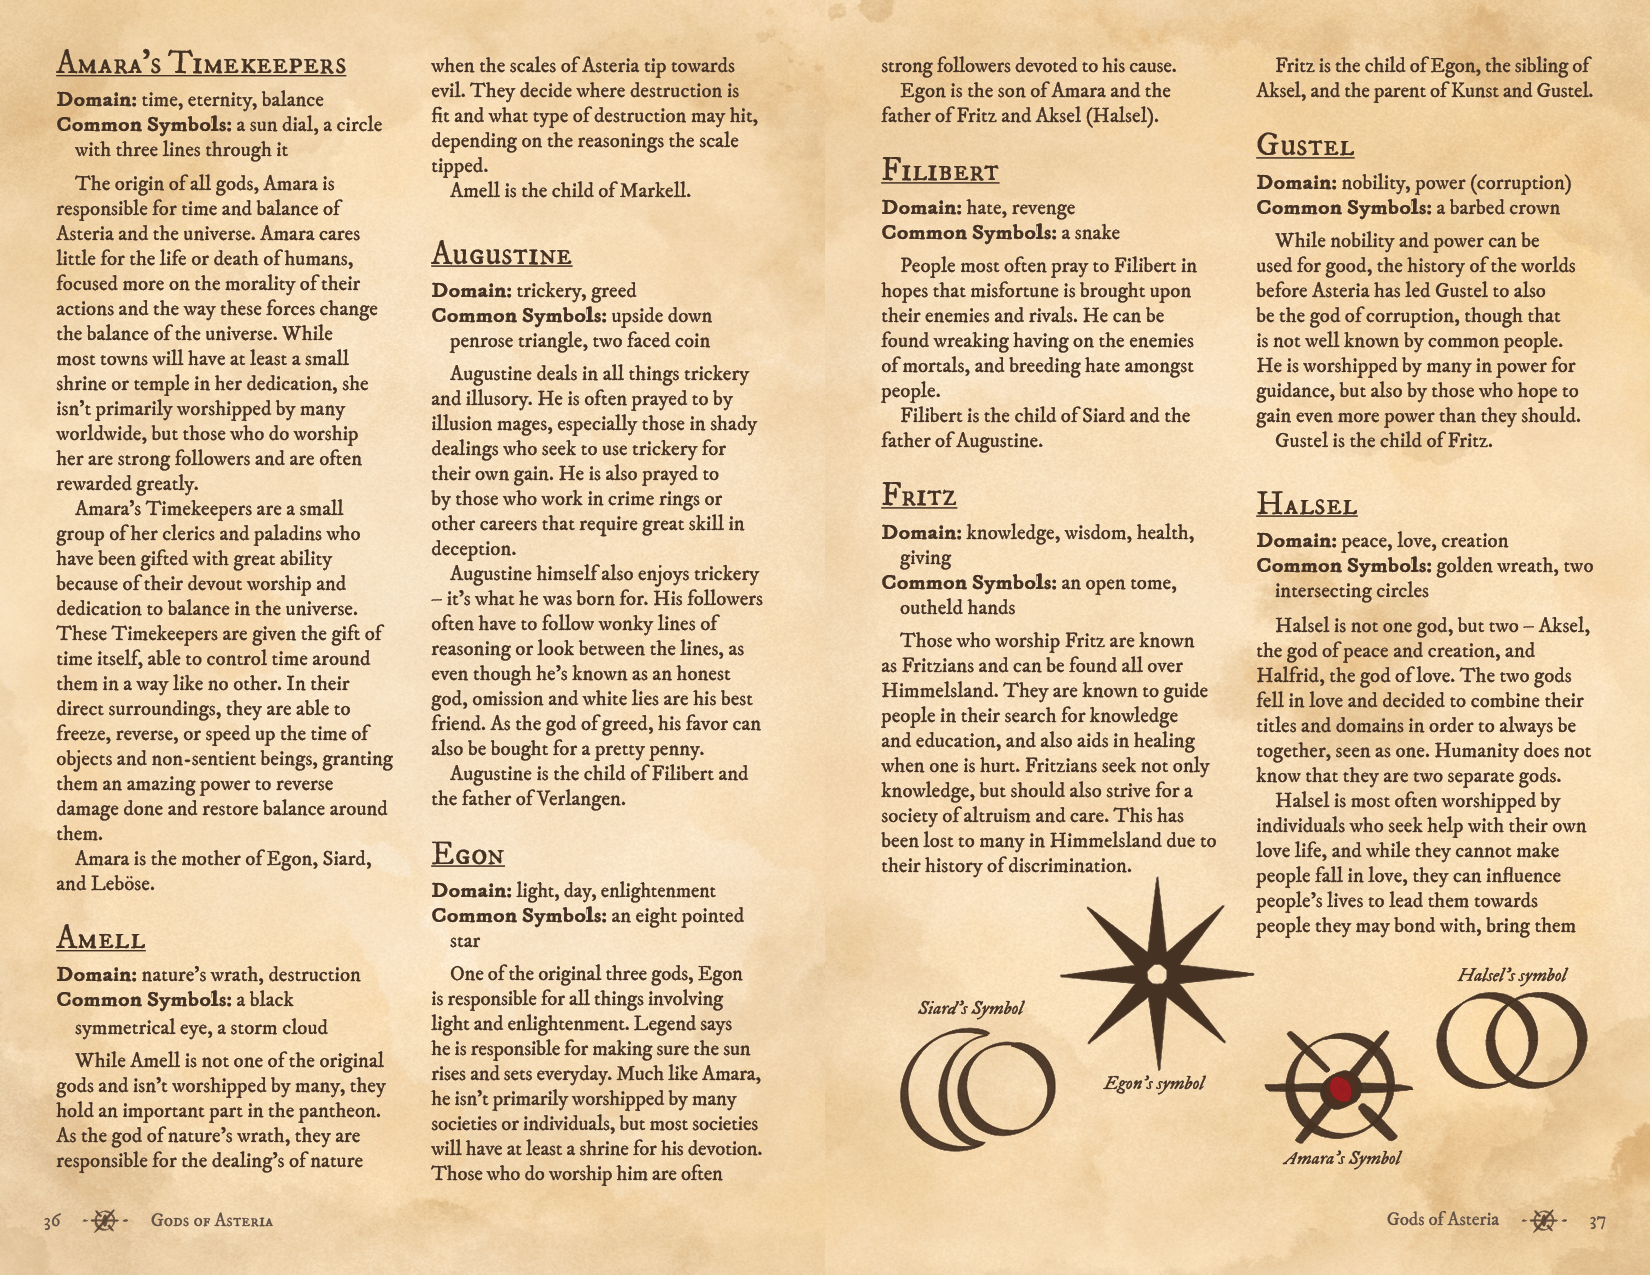 Amara's Timekeepers
Domain: time, eternity, balance
Common Symbols: a sun dial, a circle
with three lines through it
The origin of all gods, Amara is
responsible for time and balance of
Asteria and the universe. Amara cares
little for the life or death of humans,
focused more on the morality of their
actions and the way these forces change
the balance of the universe. While
most towns will have at least a small
shrine or temple in her dedication, she
isn't primarily worshipped by many
worldwide, but those who do worship
her are strong followers and are often
rewarded greatly.
Amara's Timekeepers are a small
group of her clerics and paladins who
have been gifted with great ability
because of their devout worship and
dedication to balance in the universe.
These Timekeepers are given the gift of
time itself, able to control time around
them in a way like no other. In their
direct surroundings, they are able to
freeze, reverse, or speed up the time of
objects and non-sentient beings, granting
them an amazing power to reverse
damage done and restore balance around
them.
Amara is the mother of Egon, Siard,
and Leböse.
Amell
Domain: nature's wrath, destruction
Common Symbols: a black
symmetrical eye, a storm cloud
While Amell is not one of the original
gods and isn't worshipped by many, they
hold an important part in the pantheon.
As the god of nature's wrath, they are
responsible for the dealing's of nature
when the scales of Asteria tip towards
evil. They decide where destruction is
fit and what type of destruction may hit,
depending on the reasonings the scale
tipped.
Amell is the child of Markell.
Augustine
Domain: trickery, greed
Common Symbols: upside down
penrose triangle, two faced coin
Augustine deals in all things trickery
and illusory. He is often prayed to by
illusion mages, especially those in shady
dealings who seek to use trickery for
their own gain. He is also prayed to
by those who work in crime rings or
other careers that require great skill in
deception.
Augustine himself also enjoys trickery
– it's what he was born for. His followers
often have to follow wonky lines of
reasoning or look between the lines, as
even though he's known as an honest
god, omission and white lies are his best
friend. As the god of greed, his favor can
also be bought for a pretty penny.
Augustine is the child of Filibert and
the father of Verlangen.
Egon
Domain: light, day, enlightenment
Common Symbols: an eight pointed
star
One of the original three gods, Egon
is responsible for all things involving
light and enlightenment. Legend says
he is responsible for making sure the sun
rises and sets everyday. Much like Amara,
he isn't primarily worshipped by many
societies or individuals, but most societies
will have at least a shrine for his devotion.
Those who do worship him are often
36
Gods of Asteria
strong followers devoted to his cause.
Egon is the son of Amara and the
father of Fritz and Aksel (Halsel).
Filibert
Domain: hate, revenge
Common Symbols: a snake
People most often pray to Filibert in
hopes that misfortune is brought upon
their enemies and rivals. He can be
found wreaking having on the enemies
of mortals, and breeding hate amongst
people.
Filibert is the child of Siard and the
father of Augustine.
Fritz
Domain: knowledge, wisdom, health,
giving
Common Symbols: an open tome,
outheld hands
Those who worship Fritz are known
as Fritzians and can be found all over
Himmelsland. They are known to guide
people in their search for knowledge
and education, and also aids in healing
when one is hurt. Fritzians seek not only
knowledge, but should also strive for a
society of altruism and care. This has
been lost to many in Himmelsland due to
their history of discrimination.
Fritz is the child of Egon, the sibling of
Aksel, and the parent of Kunst and Gustel.
Gustel
Domain: nobility, power (corruption)
Common Symbols: a barbed crown
While nobility and power can be
used for good, the history of the worlds
before Asteria has led Gustel to also
be the god of corruption, though that
is not well known by common people.
He is worshipped by many in power for
guidance, but also by those who hope to
gain even more power than they should.
Gustel is the child of Fritz.
Halsel
Domain: peace, love, creation
Common Symbols: golden wreath, two
intersecting circles
Halsel is not one god, but two – Aksel,
the god of peace and creation, and
Halfrid, the god of love. The two gods
fell in love and decided to combine their
titles and domains in order to always be
together, seen as one. Humanity does not
know that they are two separate gods.
Halsel is most often worshipped by
individuals who seek help with their own
love life, and while they cannot make
people fall in love, they can influence
people's lives to lead them towards
people they may bond with, bring them
Siard's Symbol
Egon's symbol
Amara's Symbol
Halsel's symbol
Gods of Asteria
37